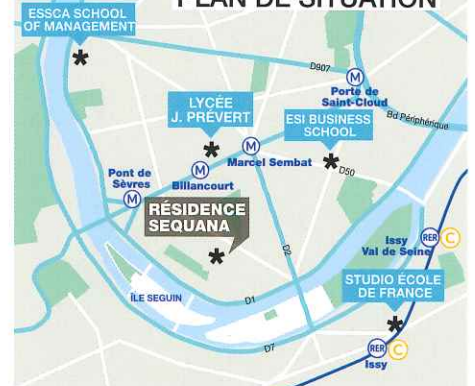 PLAN DE SITUATION
ESSCA SCHOOL
OF MANAGEMENT
D907
M
Porte de
Saint-Cloud
LYCÉE
J. PRÉVERT
ESI BUSINESS
SCHOOL
Bd Périphérique
M
Marcel Sembat
D50
M
Billancourt
Pont de
Sèvres
M
RÉSIDENCE
SEQUANA
D2
Issy
Val de Seine
RER C
STUDIO ÉCOLE
DE FRANCE
ÎLE SEGUIN
D1
D7
RER C
Issy